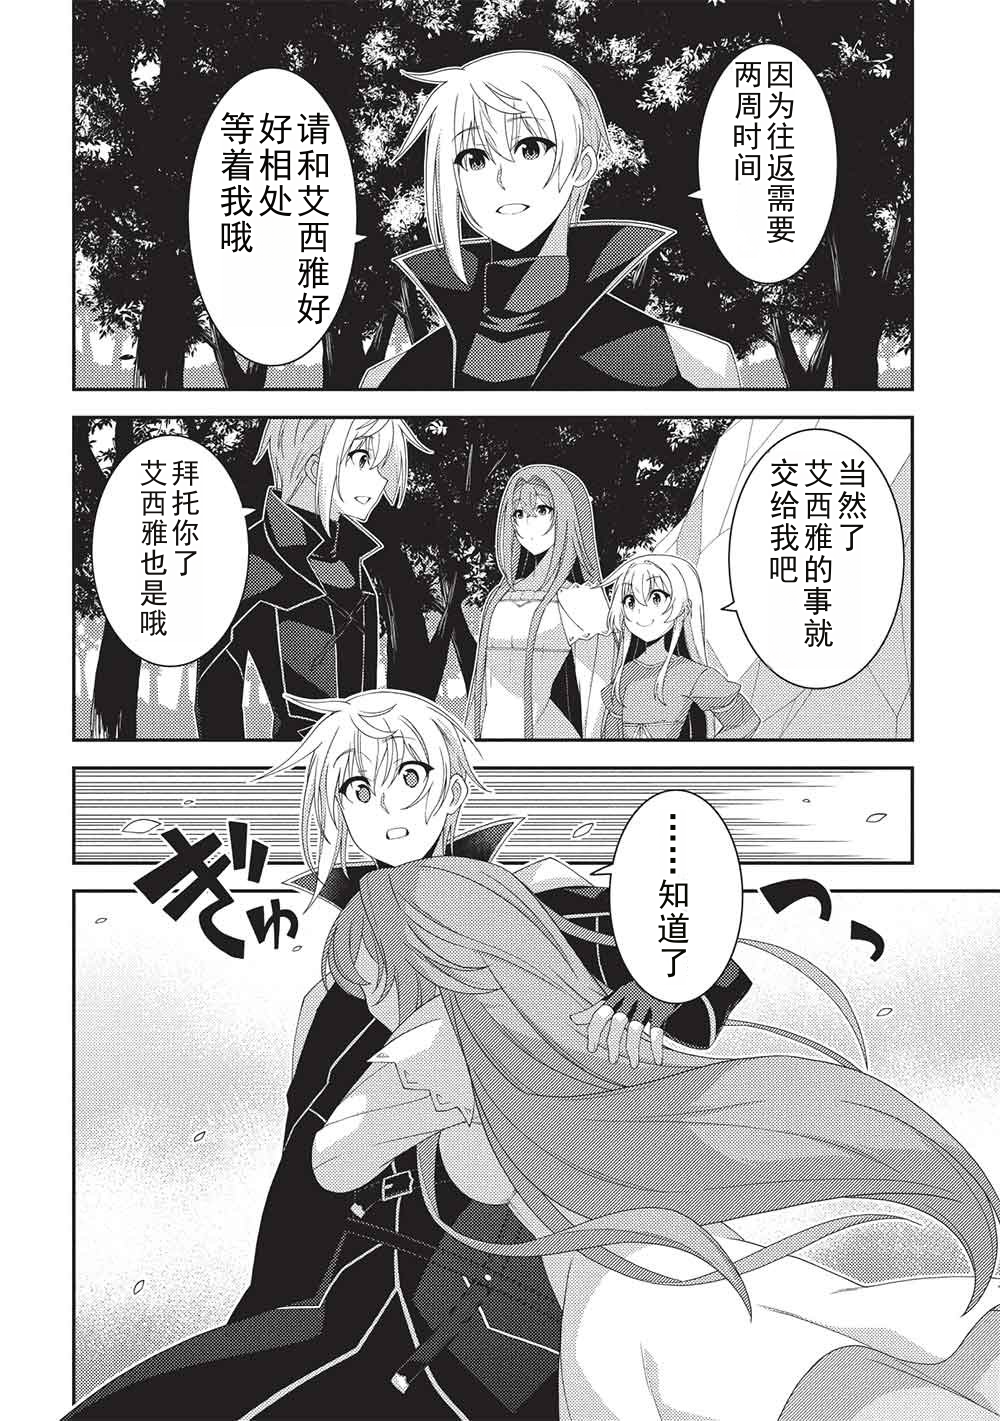 因为往返需要
两周时间
请和艾西雅好
好相处
等着我哦
当然了
艾西雅的事就
交给我吧
拜托你了
艾西雅也是哦
……知道了
ぎゅ
っ